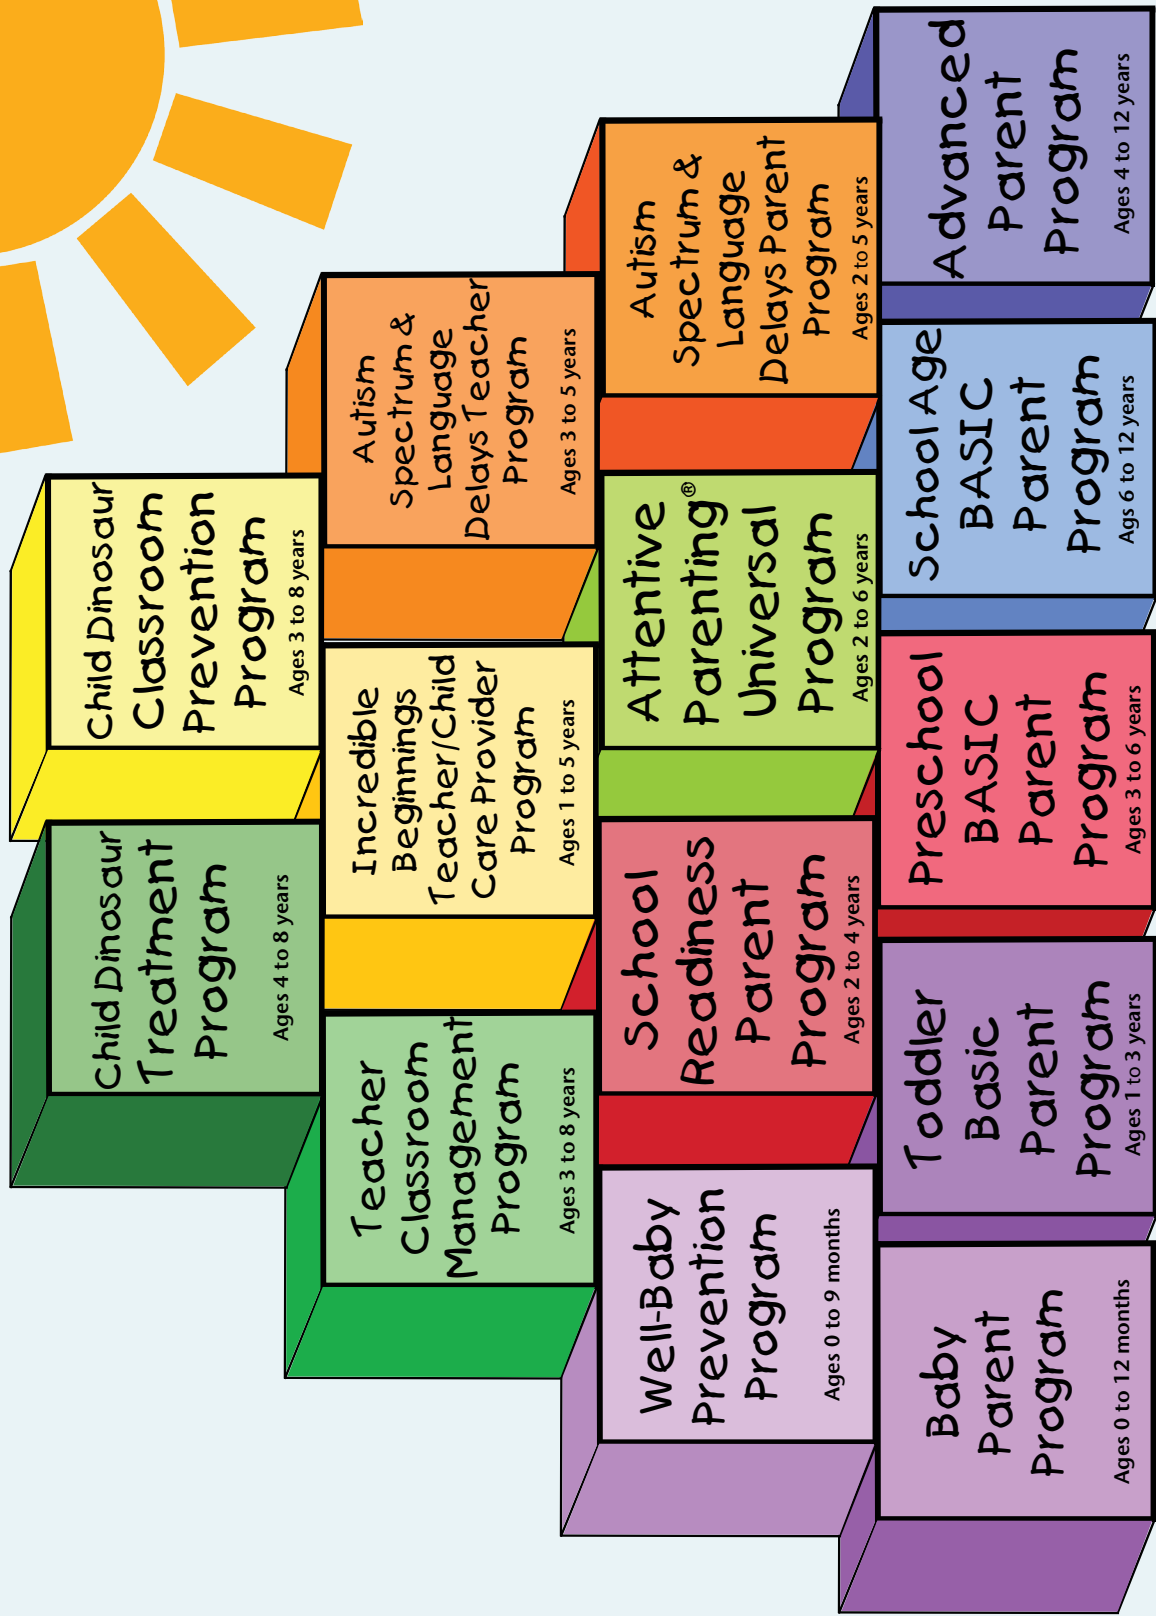 Child Dinosaur
Treatment
Program
Ages 4 to 8 years
Child Dinosaur
Classroom
Prevention
Program
Ages 3 to 8 years
Teacher
Classroom
Management
Program
Ages 3 to 8 years
Incredible
Beginnings
Teacher/Child
Care Provider
Program
Ages 1 to 5 years
Autism
Spectrum &
Language
Delays Teacher
Program
Ages 3 to 5 years
Well-Baby
Prevention
Program
Ages 0 to 9 months
School
Readiness
Parent
Program
Ages 2 to 4 years
Attentive
Parenting®
Universal
Program
Ages 2 to 6 years
Autism
Spectrum &
Language
Delays Parent
Program
Ages 2 to 5 years
Baby
Parent
Program
Ages 0 to 12 months
Toddler
Basic
Parent
Program
Ages 1 to 3 years
Preschool
BASIC
Parent
Program
Ages 3 to 6 years
School Age
BASIC
Parent
Program
Ags 6 to 12 years
Advanced
Parent
Program
Ages 4 to 12 years